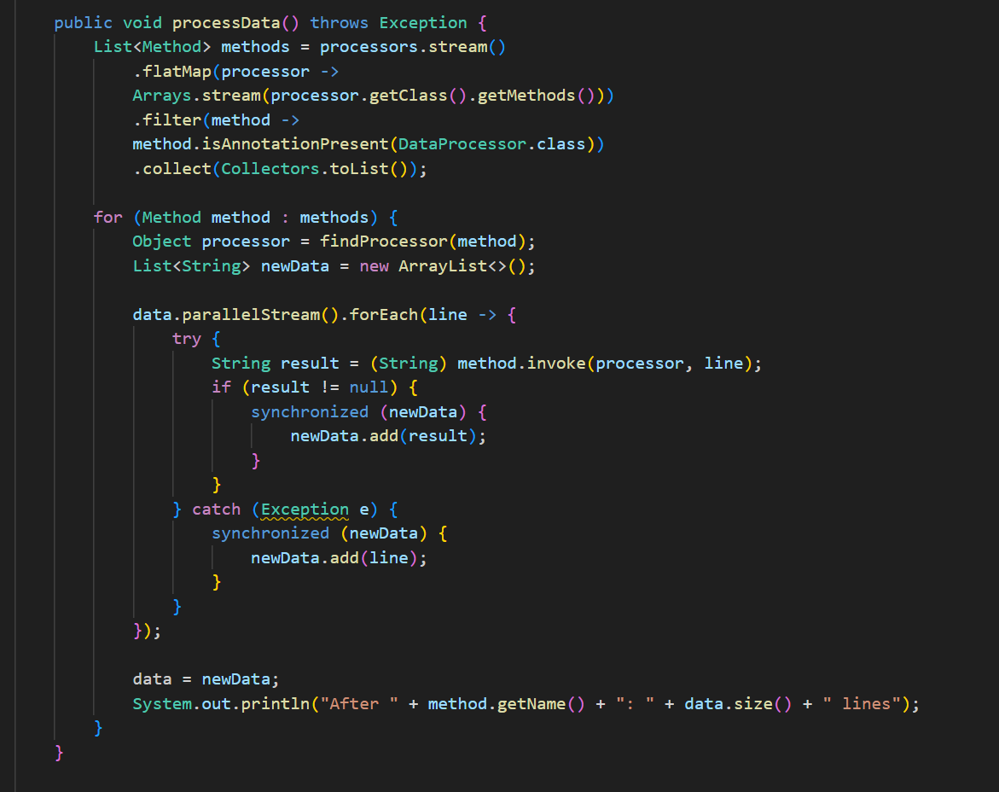 public void processData() throws Exception {
    List<Method> methods = processors.stream()
        .flatMap(processor ->
        Arrays.stream(processor.getClass().getMethods()))
        .filter(method ->
        method.isAnnotationPresent(DataProcessor.class))
        .collect(Collectors.toList());

    for (Method method : methods) {
        Object processor = findProcessor(method);
        List<String> newData = new ArrayList<>();

        data.parallelStream().forEach(line -> {
            try {
                String result = (String) method.invoke(processor, line);
                if (result != null) {
                    synchronized (newData) {
                        newData.add(result);
                    }
                }
            } catch (Exception e) {
                synchronized (newData) {
                    newData.add(line);
                }
            }
        });

        data = newData;
        System.out.println("After " + method.getName() + ": " + data.size() + " lines");
    }
}